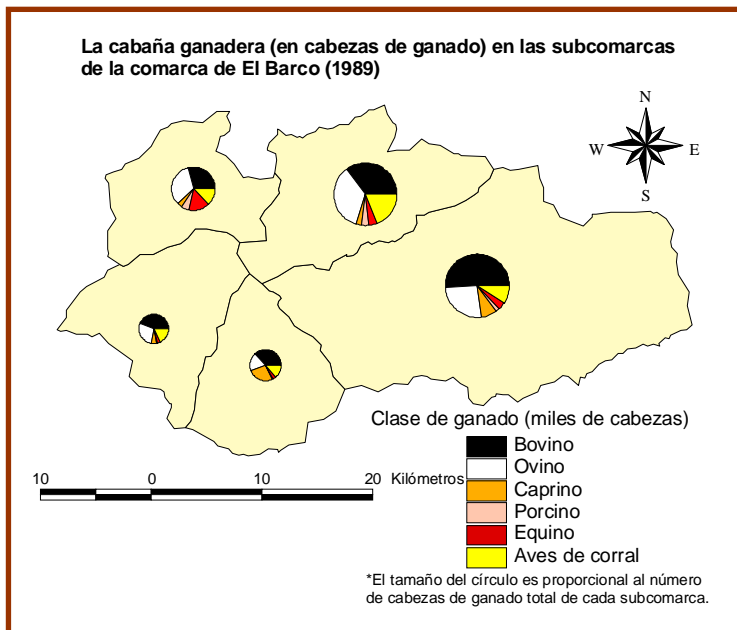 La cabaña ganadera (en cabezas de ganado) en las subcomarcas
de la comarca de El Barco (1989)
N
W
E
S
Clase de ganado (miles de cabezas)
Bovino
Ovino
Caprino
Porcino
Equino
Aves de corral
10 0 10 20 Kilómetros
*El tamaño del círculo es proporcional al número
de cabezas de ganado total de cada subcomarca.